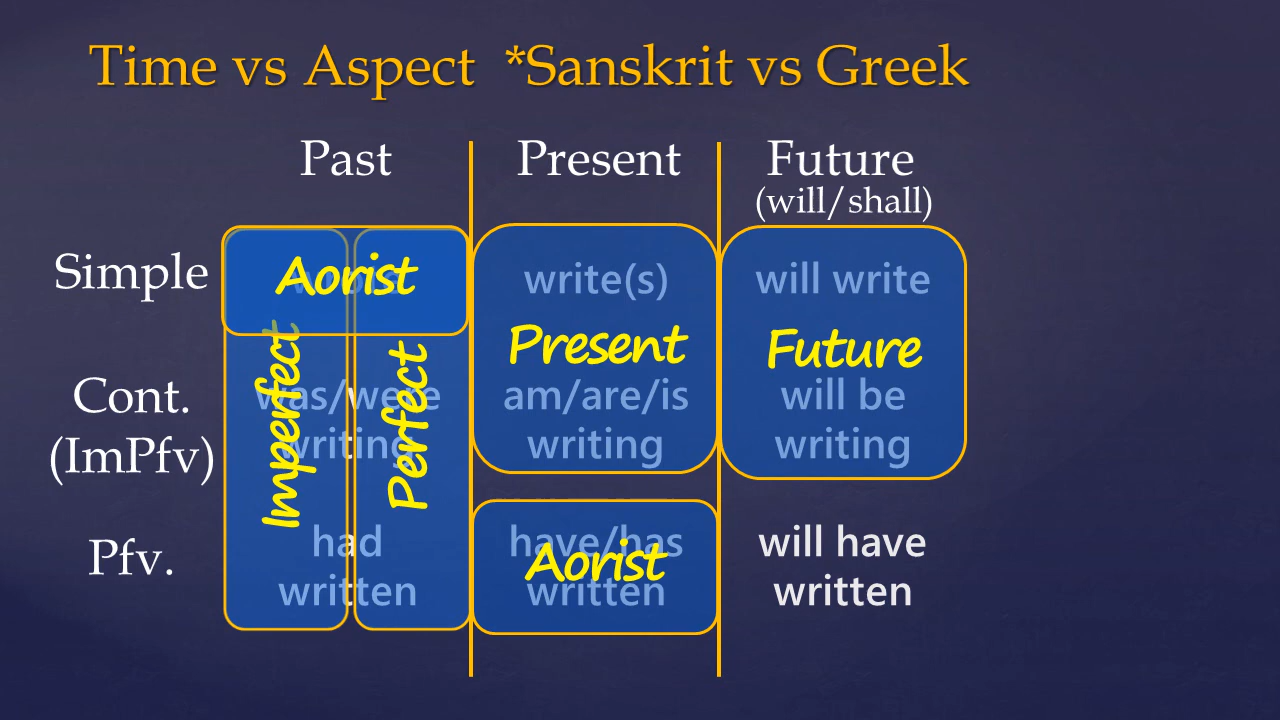 Time vs Aspect *Sanskrit vs Greek
Past Present Future
(will/shall)
Simple Aorist write(s) will write
Imperfect
Perfect
Present
Future
Cont. was/were am/are/is will be
(ImPfv) writing writing writing
Pfv. had have/has will have
Aorist
written written written